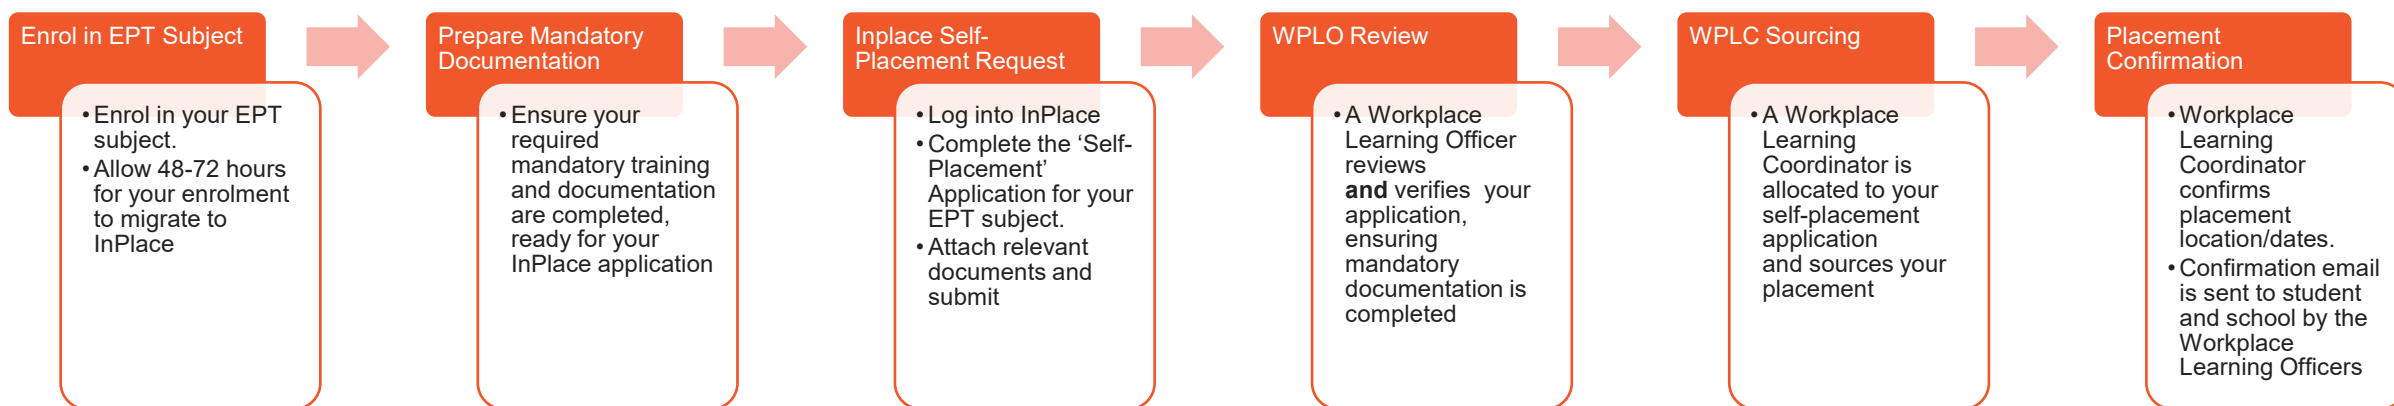 Enrol in EPT Subject
• Enrol in your EPT
subject.
• Allow 48-72 hours
for your enrolment
to migrate to
InPlace
Prepare Mandatory
Documentation
• Ensure your
required
mandatory training
and documentation
are completed,
ready for your
InPlace application
Inplace Self-
Placement Request
• Log into InPlace
• Complete the ‘Self-
Placement’
Application for your
EPT subject.
• Attach relevant
documents and
submit
WPLO Review
• A Workplace
Learning Officer
reviews
and verifies your
application,
ensuring
mandatory
documentation is
completed
WPLC Sourcing
• A Workplace
Learning
Coordinator is
allocated to your
self-placement
application
and sources your
placement
Placement
Confirmation
• Workplace
Learning
Coordinator
confirms
placement
location/dates.
• Confirmation email
is sent to student
and school by the
Workplace
Learning Officers